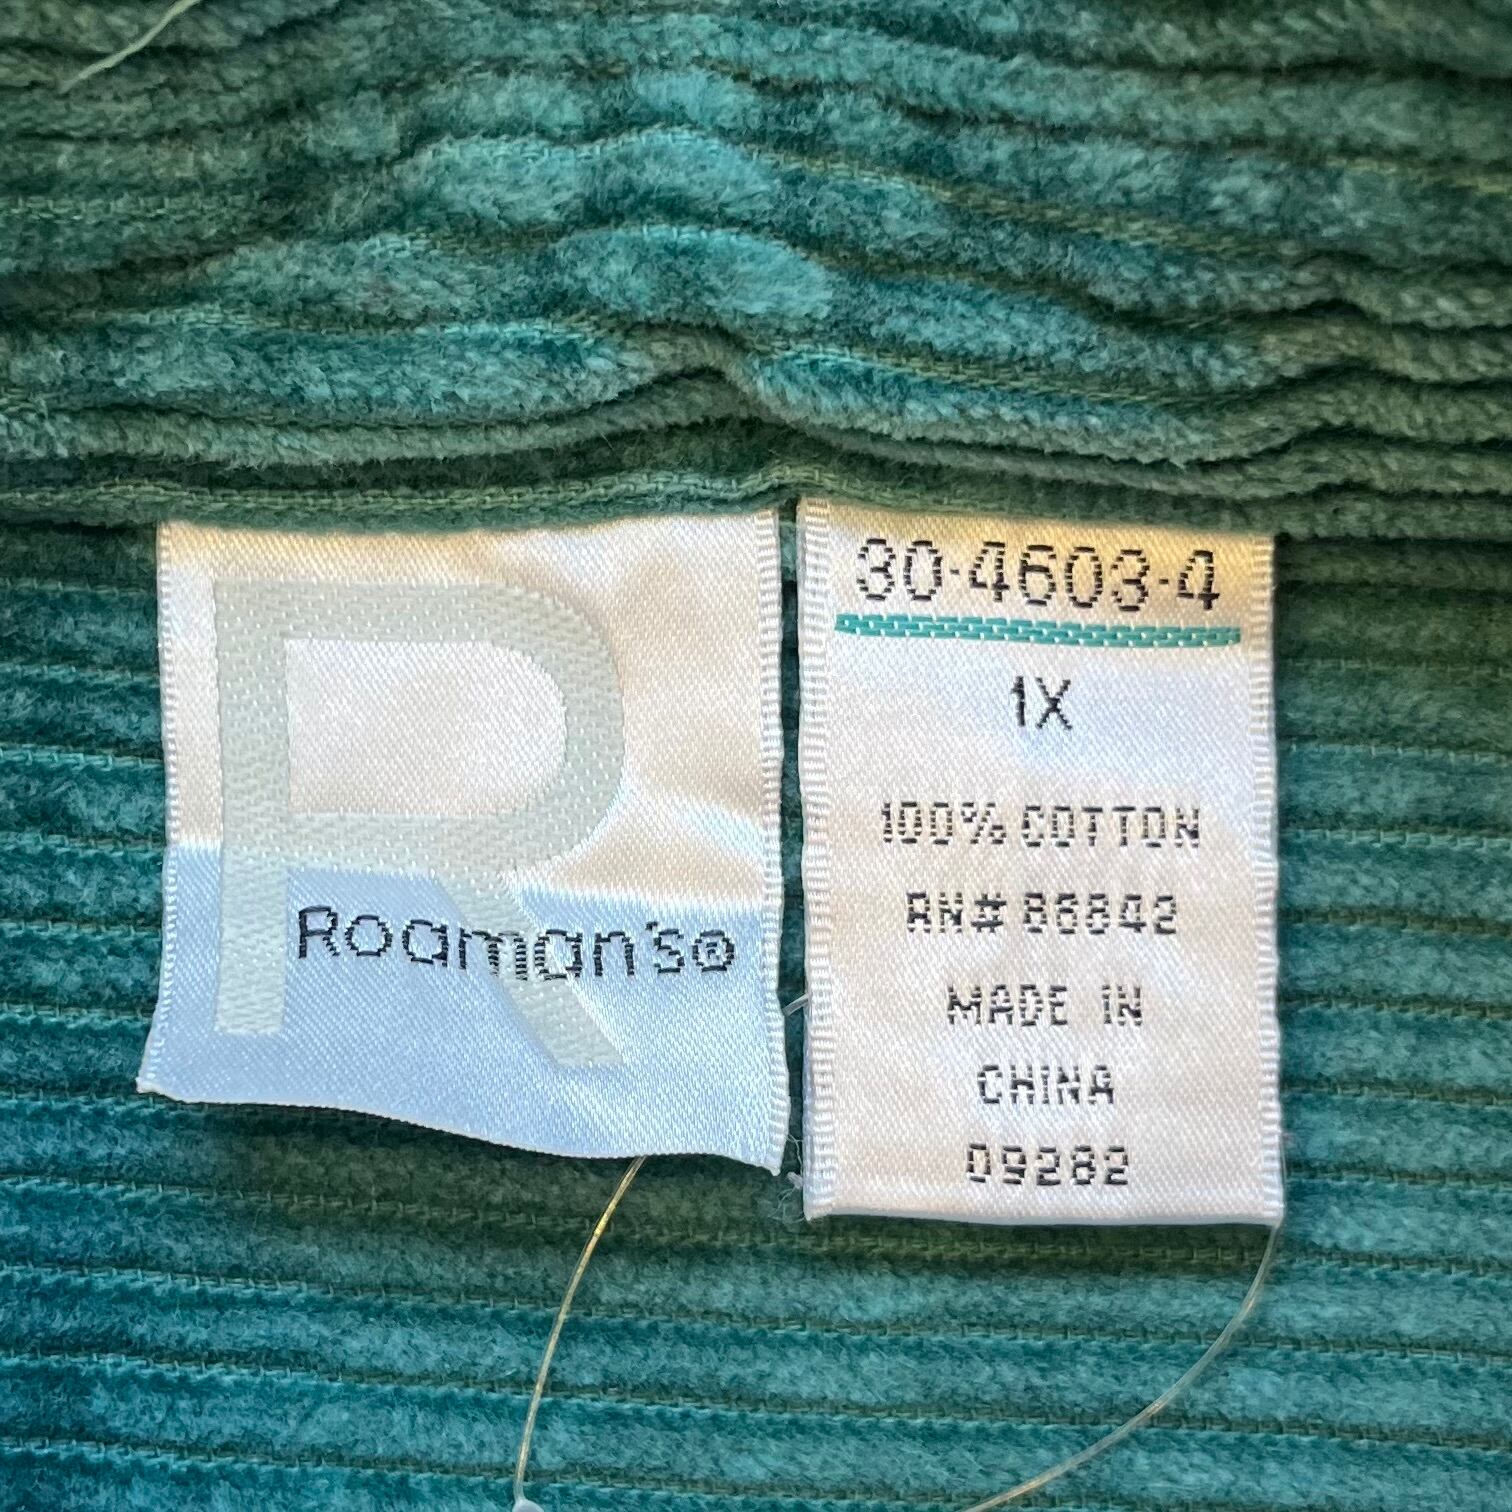 R
Roaman's®
30-4603-4
1X
100% COTTON
RN# 86842
MADE IN
CHINA
09282